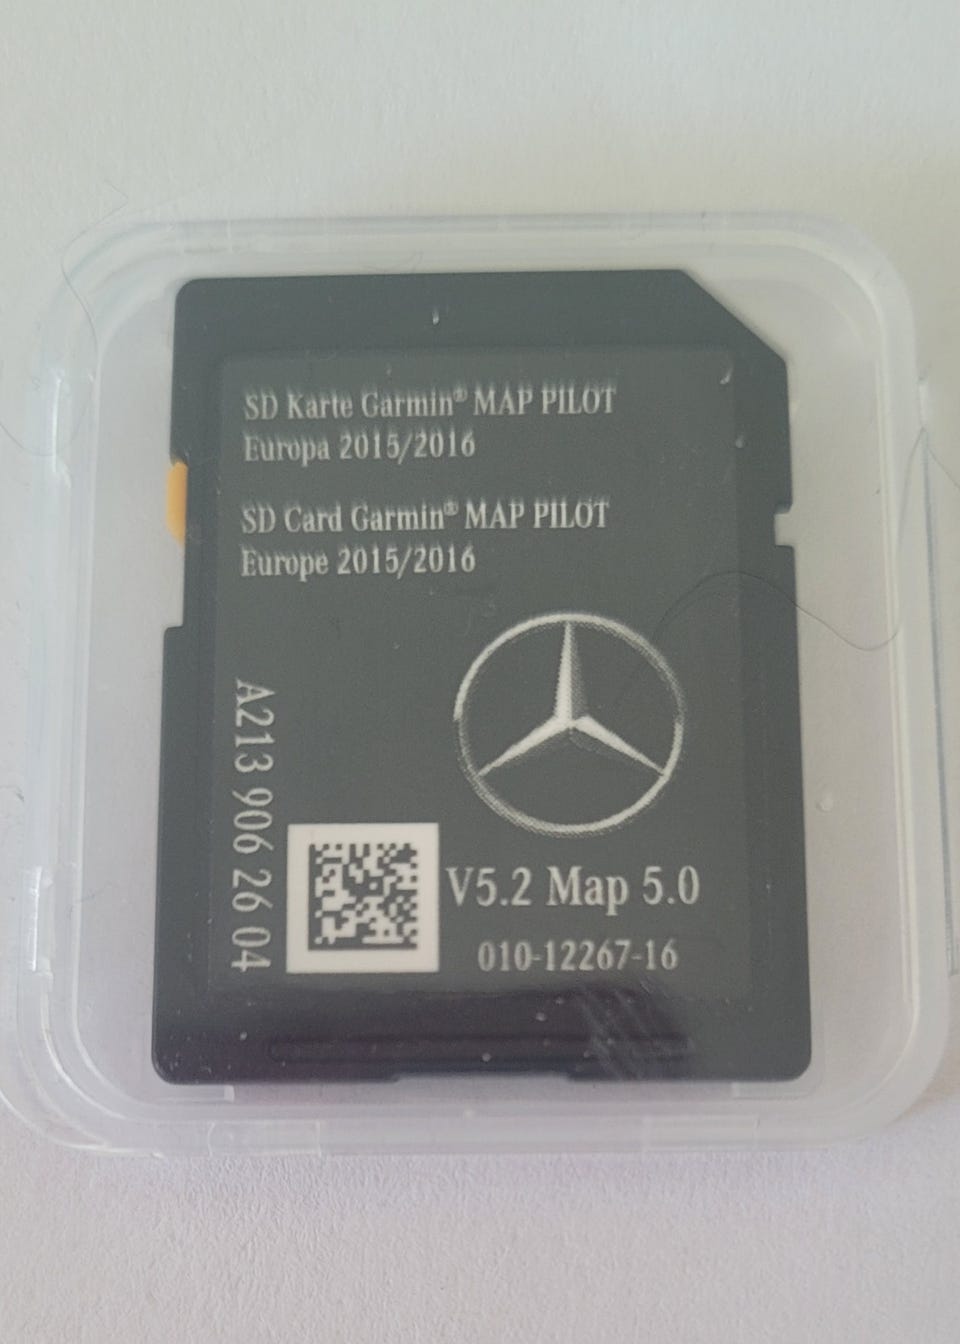 SD Karte Garmin® MAP PILOT
Europa 2015/2016
SD Card Garmin® MAP PILOT
Europe 2015/2016
A213 906 26 04
V5.2 Map 5.0
010-12267-16